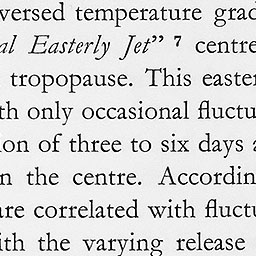 versed temperature grad
al Easterly Jet” 7 centre
tropopause. This easter
th only occasional fluctu
ion of three to six days a
n the centre. Accordin
are correlated with fluctu
ith the varying release